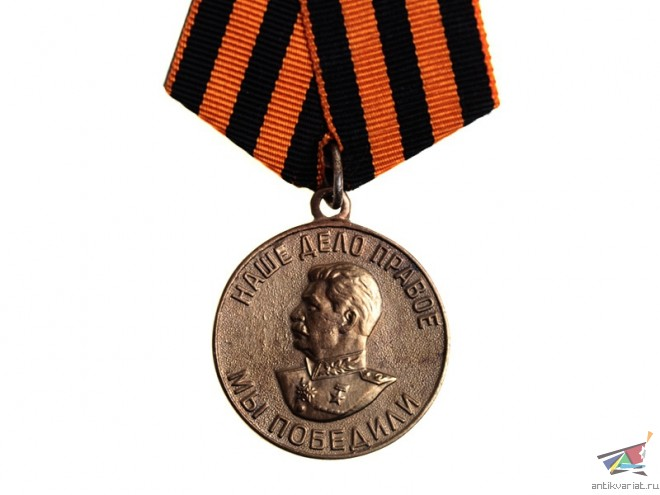 НАШЕ ДЕЛО ПРАВОЕ
МЫ ПОБЕДИЛИ
antikvariat.ru